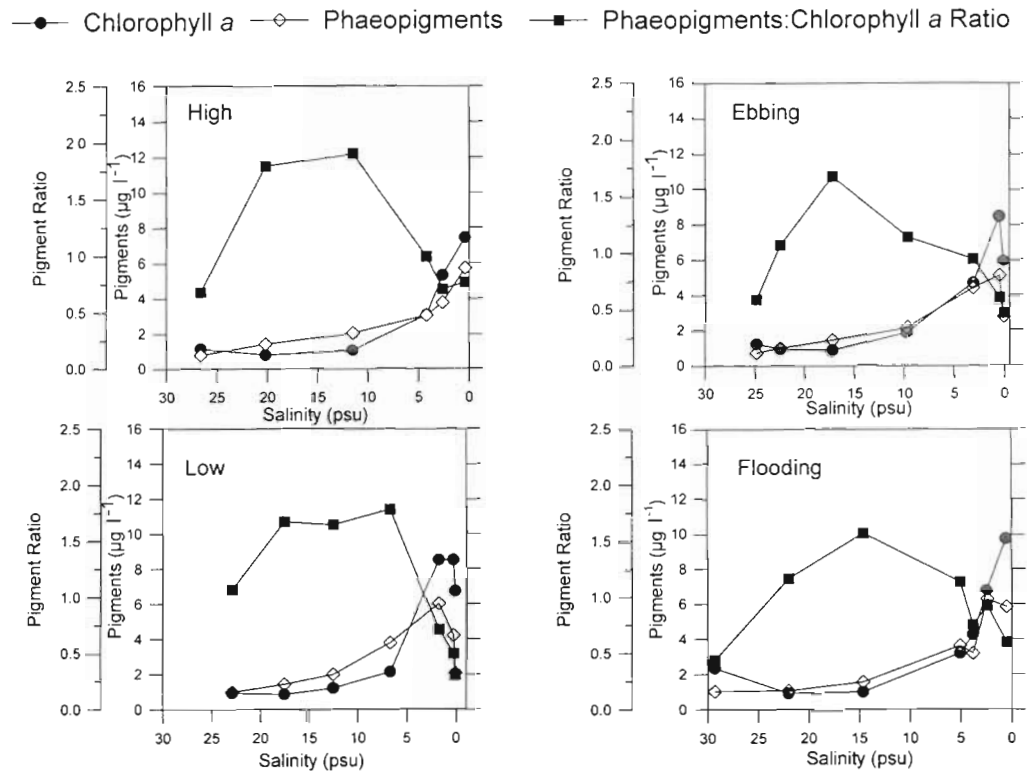 Chlorophyll a Phaeopigments Phaeopigments:Chlorophyll a Ratio
High
Pigment Ratio
2.5
2.0
1.5
1.0
0.5
0.0
Pigments (µg l⁻¹)
16
14
12
10
8
6
4
2
0
30 25 20 15 10 5 0
Salinity (psu)
Ebbing
Pigment Ratio
2.5
2.0
1.5
1.0
0.5
0.0
Pigments (µg l⁻¹)
16
14
12
10
8
6
4
2
0
30 25 20 15 10 5 0
Salinity (psu)
Low
Pigment Ratio
2.5
2.0
1.5
1.0
0.5
0.0
Pigments (µg l⁻¹)
16
14
12
10
8
6
4
2
0
30 25 20 15 10 5 0
Salinity (psu)
Flooding
Pigment Ratio
2.5
2.0
1.5
1.0
0.5
0.0
Pigments (µg l⁻¹)
16
14
12
10
8
6
4
2
0
30 25 20 15 10 5 0
Salinity (psu)